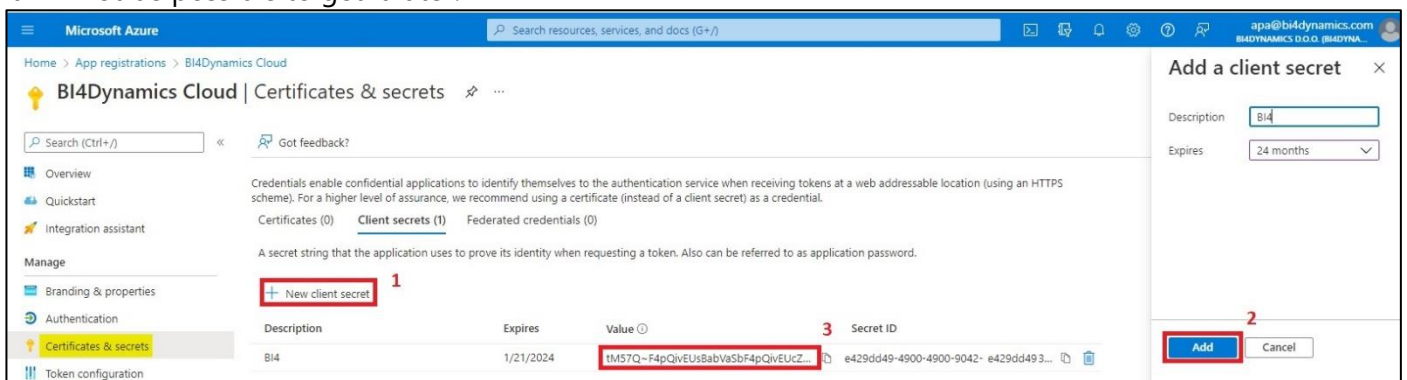 Microsoft Azure
Search resources, services, and docs (G+/)
apa@bi4dynamics.com
BI4DYNAMICS D.O.O. (BI4DYNA...
Home > App registrations > BI4Dynamics Cloud
BI4Dynamics Cloud | Certificates & secrets ...
Search (Ctrl+/) «
Overview
Quickstart
Integration assistant
Manage
Branding & properties
Authentication
Certificates & secrets
Token configuration
Got feedback?
Credentials enable confidential applications to identify themselves to the authentication service when receiving tokens at a web addressable location (using an HTTPS
scheme). For a higher level of assurance, we recommend using a certificate (instead of a client secret) as a credential.
Certificates (0) Client secrets (1) Federated credentials (0)
A secret string that the application uses to prove its identity when requesting a token. Also can be referred to as application password.
+ New client secret 1
Description Expires Value 3 Secret ID
BI4 1/21/2024 tM57Q~F4pQivEUsBabVaSbF4pQivEUcZ... e429dd49-4900-4900-9042- e429dd493...
Add a client secret
Description BI4
Expires 24 months
2
Add Cancel